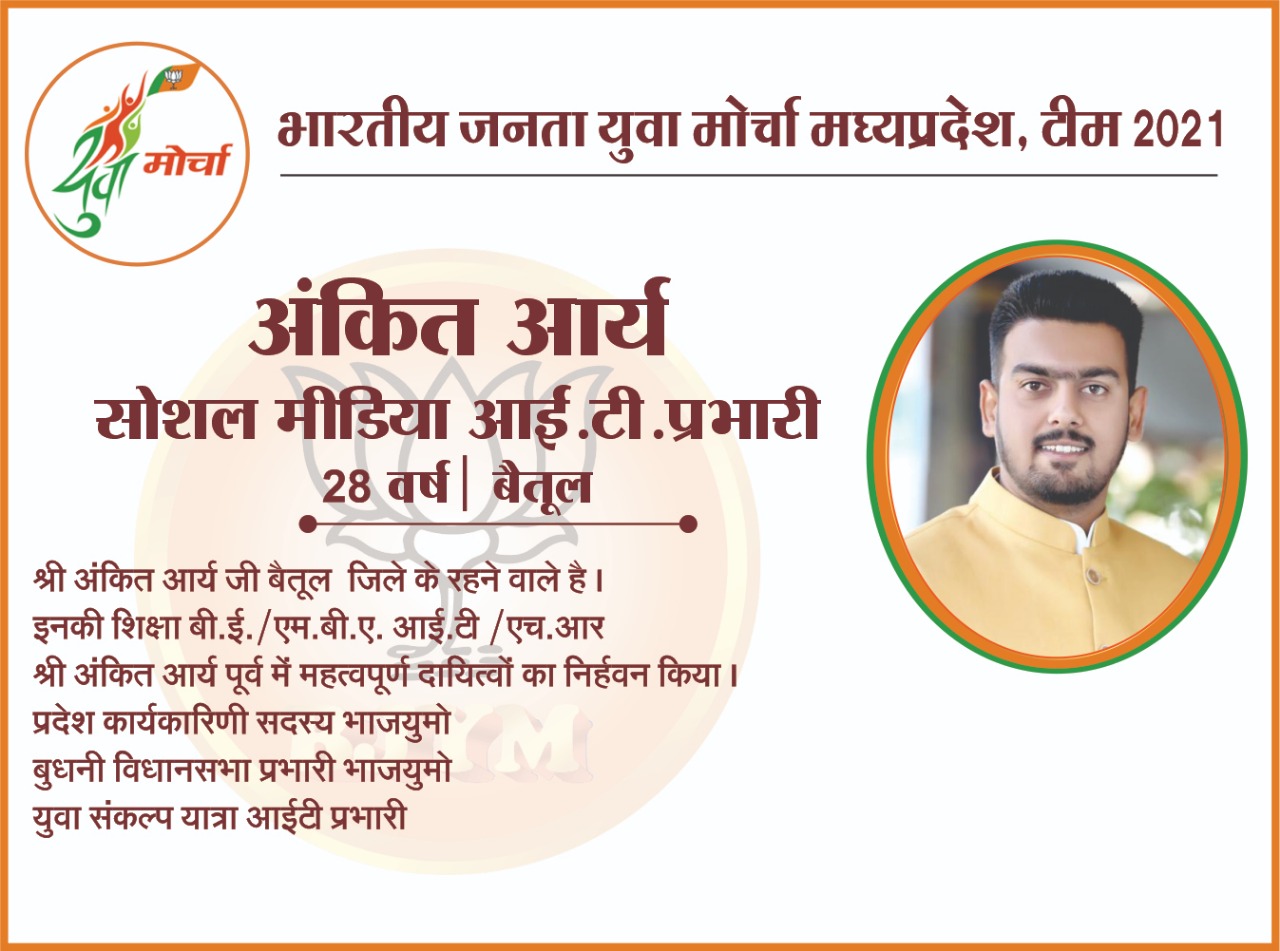 युवा मोर्चा
भारतीय जनता युवा मोर्चा मध्यप्रदेश, टीम 2021
अंकित आर्य
सोशल मीडिया आई.टी.प्रभारी
28 वर्ष| बैतूल
श्री अंकित आर्य जी बैतूल जिले के रहने वाले है ।
इनकी शिक्षा बी.ई./एम.बी.ए. आई.टी /एच.आर
श्री अंकित आर्य पूर्व में महत्वपूर्ण दायित्वों का निर्हवन किया ।
प्रदेश कार्यकारिणी सदस्य भाजयुमो
बुधनी विधानसभा प्रभारी भाजयुमो
युवा संकल्प यात्रा आईटी प्रभारी
BJYM